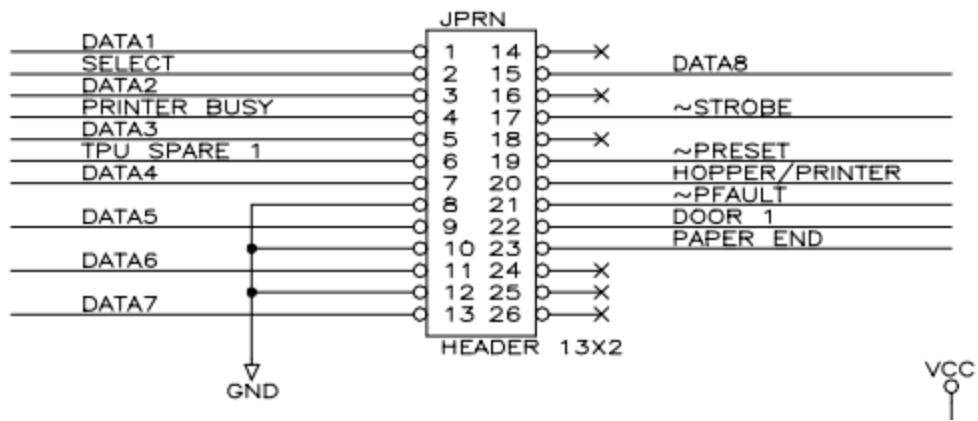 JPRN
DATA1 1 14
SELECT 2 15 DATA8
DATA2 3 16
PRINTER BUSY 4 17 ~STROBE
DATA3 5 18
TPU SPARE 1 6 19 ~PRESET
DATA4 7 20 HOPPER/PRINTER
8 21 ~PFAULT
DATA5 9 22 DOOR 1
10 23 PAPER END
DATA6 11 24
12 25
DATA7 13 26
HEADER 13X2
GND
VCC